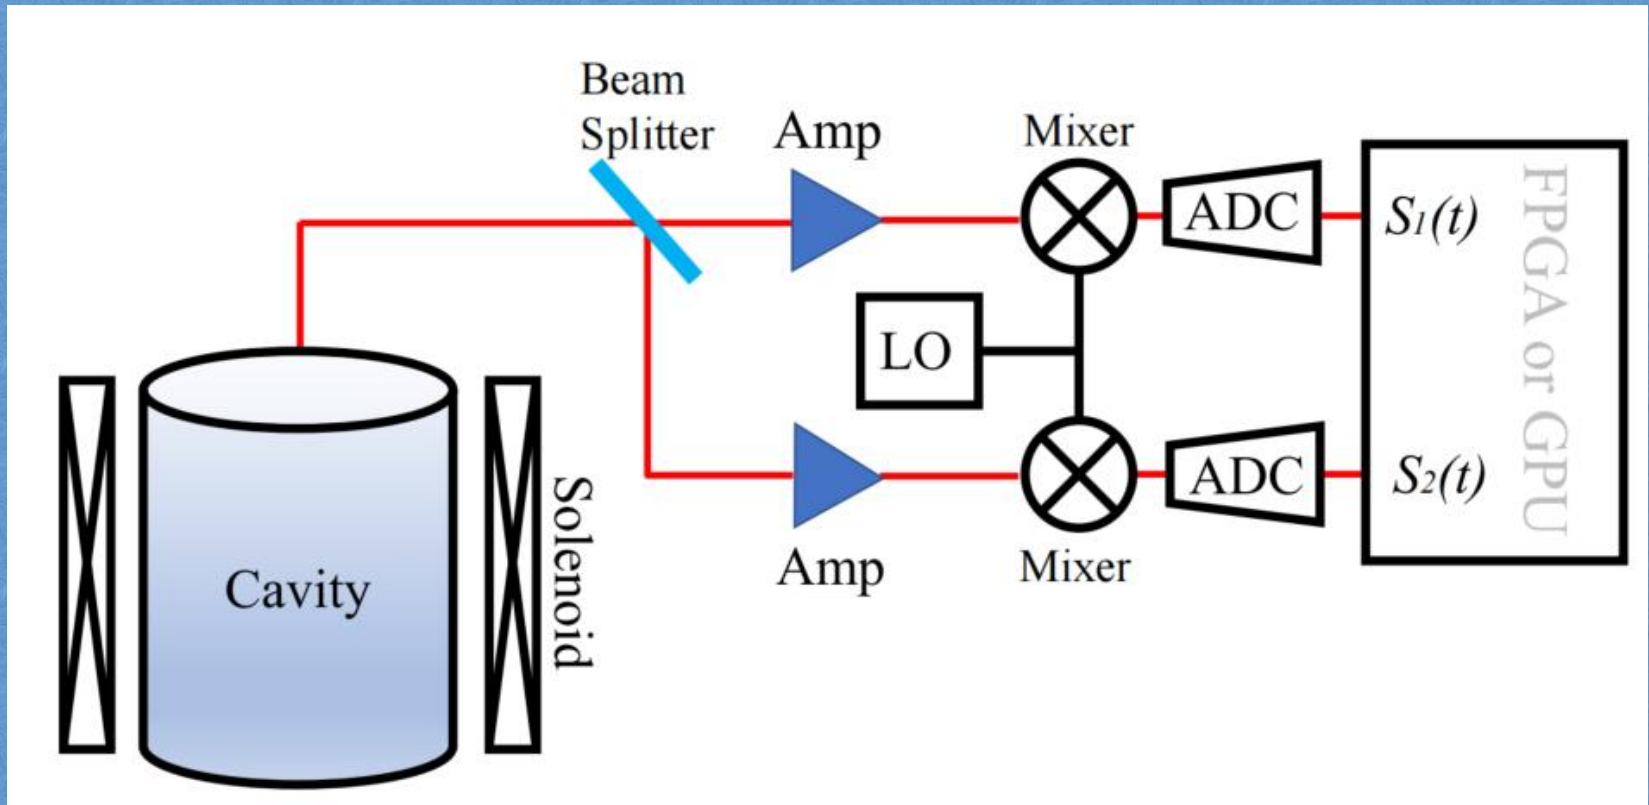 Beam
Splitter
Amp
Mixer
ADC
S1(t)
FPGA or GPU
LO
Cavity
Solenoid
ADC
S2(t)
Amp
Mixer